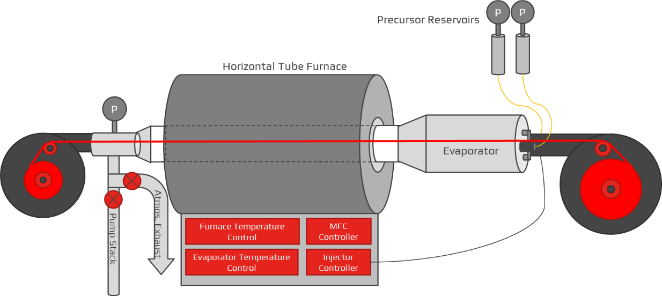 P
P
Precursor Reservoirs
Horizontal Tube Furnace
P
Evaporator
Atmos. Exhaust
Pump Stack
Furnace Temperature
Control
MFC
Controller
Evaporator Temperature
Control
Injector
Controller